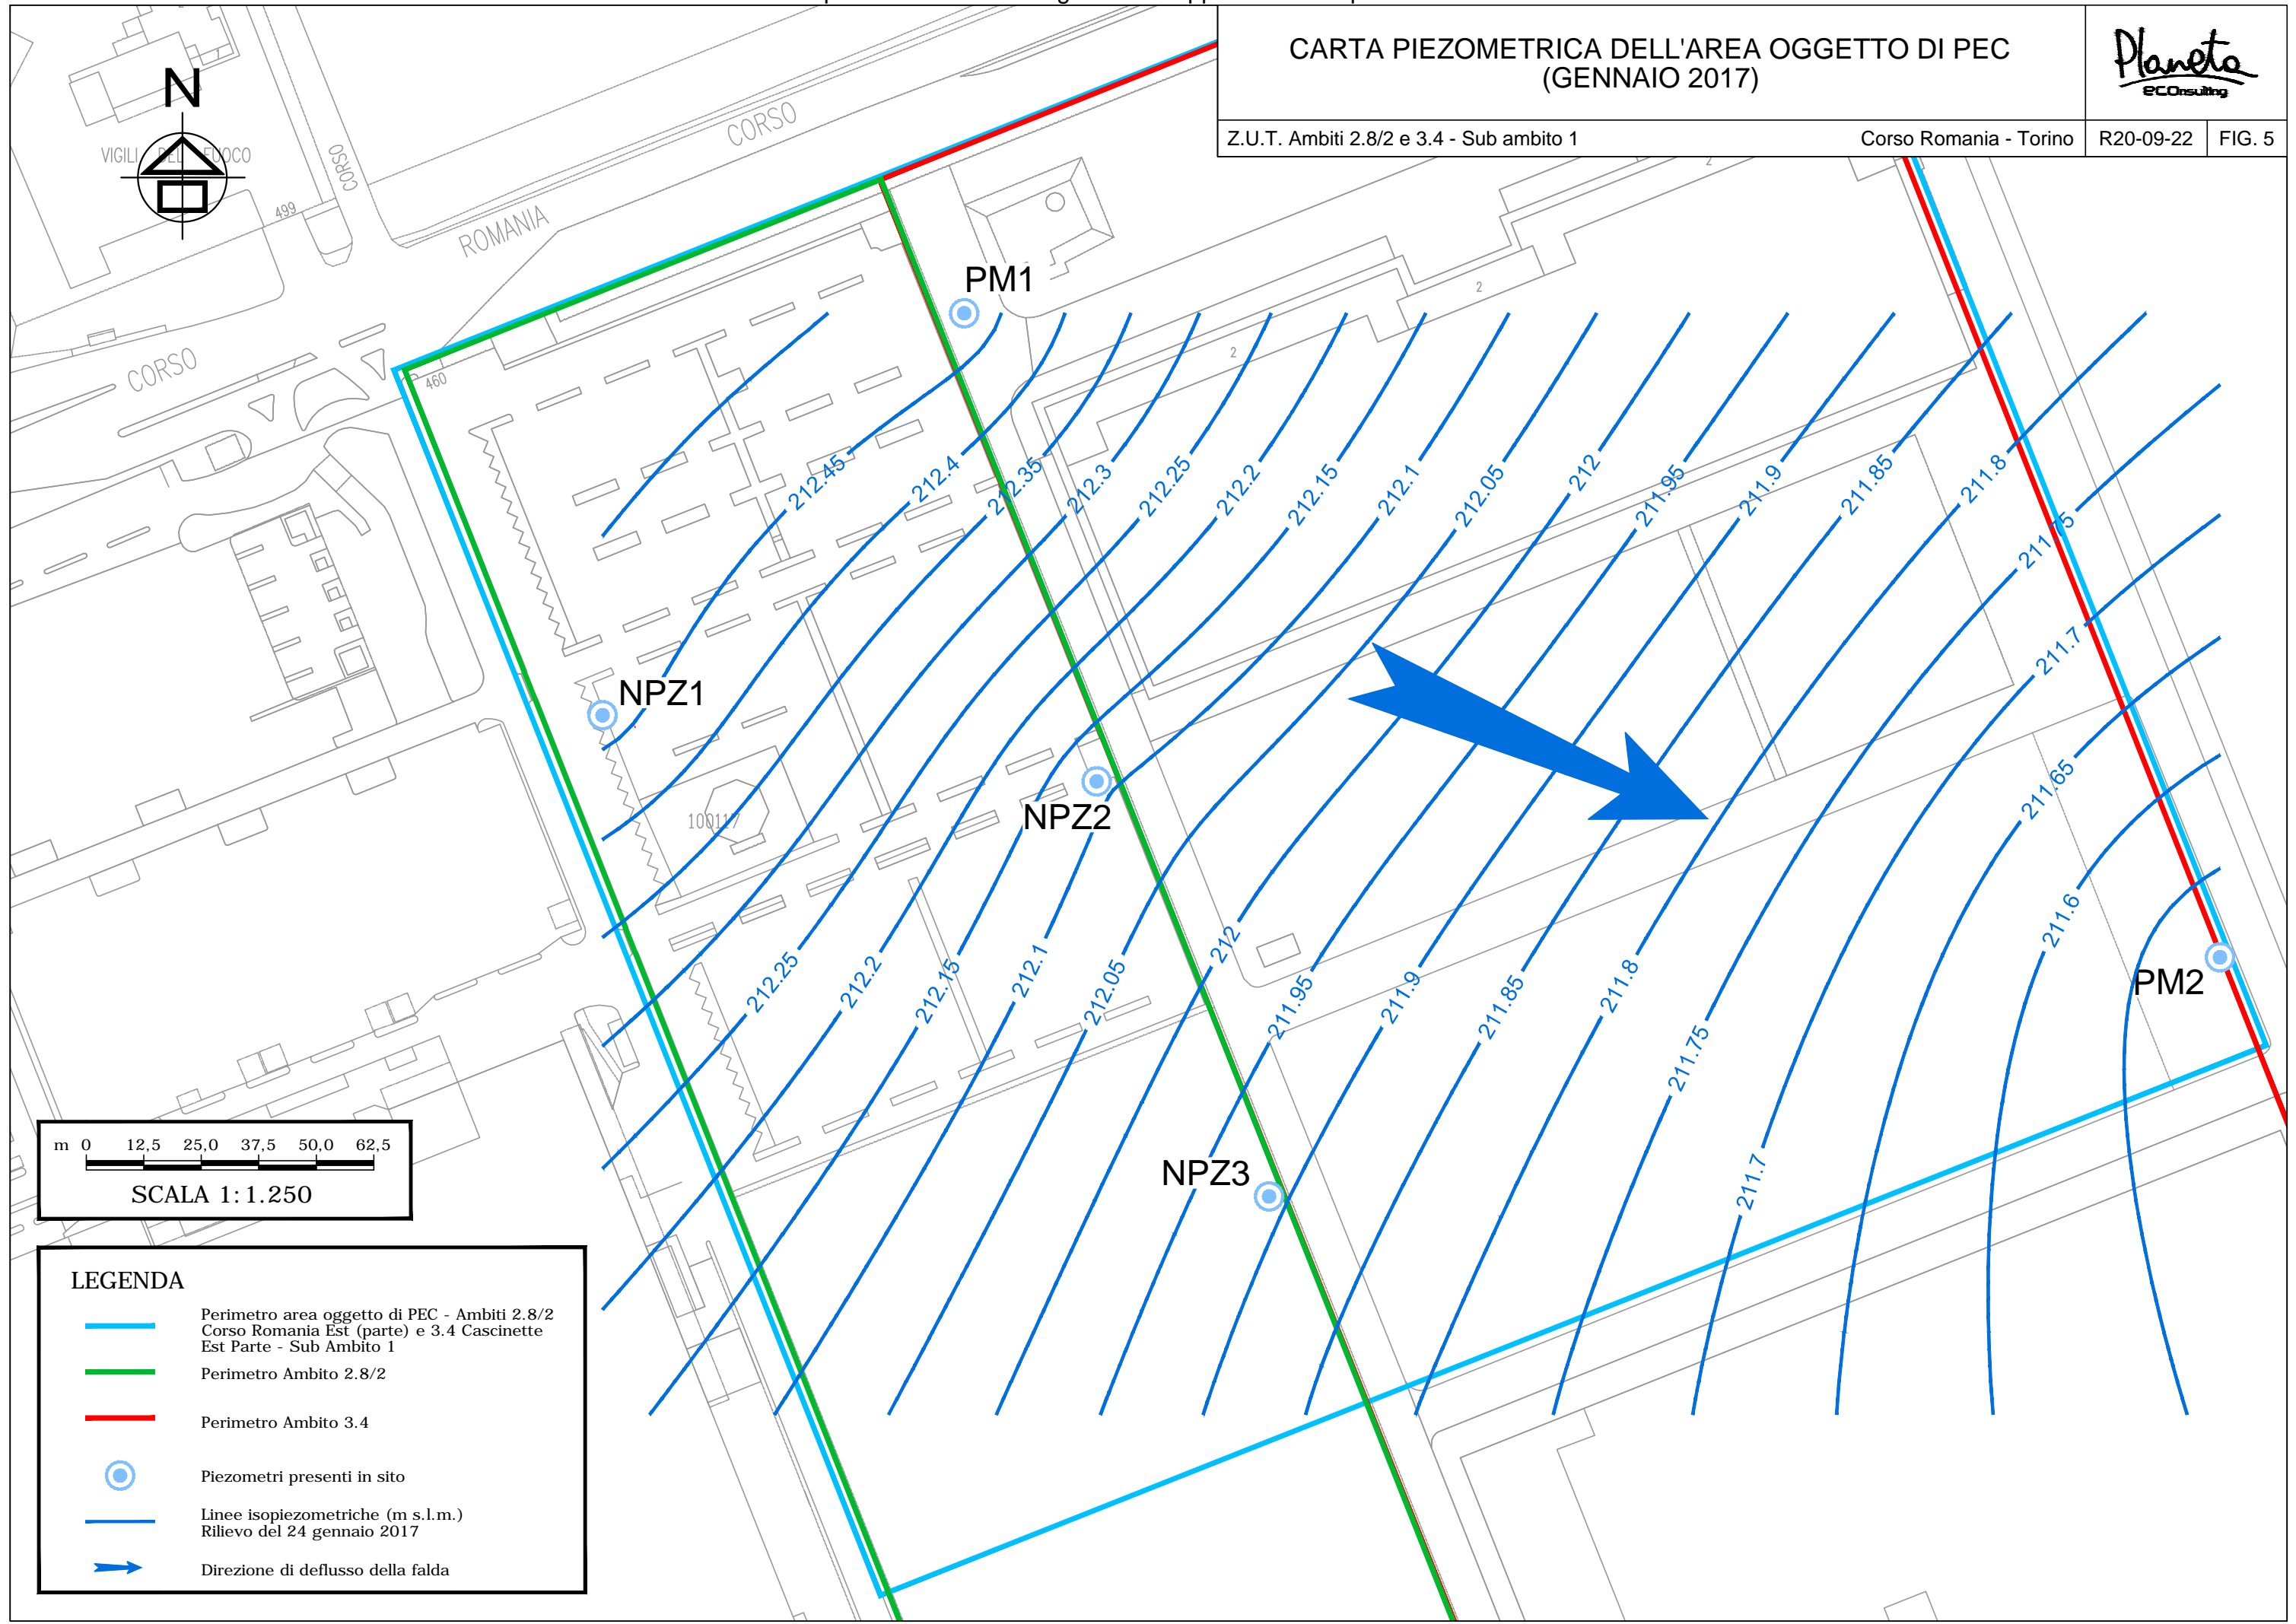 CARTA PIEZOMETRICA DELL'AREA OGGETTO DI PEC
(GENNAIO 2017)
Planeta
eCOnsulting
Z.U.T. Ambiti 2.8/2 e 3.4 - Sub ambito 1
Corso Romania - Torino
R20-09-22
FIG. 5
N
VIGILI DEL FUOCO
CORSO
499
CORSO
ROMANIA
CORSO
460
2
2
2
2
PM1
NPZ1
100117
NPZ2
NPZ3
PM2
212.45
212.4
212.35
212.3
212.25
212.2
212.15
212.1
212.05
212
211.95
211.9
211.85
211.8
211.75
211.7
211.65
211.6
212.25
212.2
212.15
212.1
212.05
212
211.95
211.9
211.85
211.8
211.75
211.7
m 0 12,5 25,0 37,5 50,0 62,5
SCALA 1:1.250
LEGENDA
Perimetro area oggetto di PEC - Ambiti 2.8/2
Corso Romania Est (parte) e 3.4 Cascinette
Est Parte - Sub Ambito 1
Perimetro Ambito 2.8/2
Perimetro Ambito 3.4
Piezometri presenti in sito
Linee isopiezometriche (m s.l.m.)
Rilievo del 24 gennaio 2017
Direzione di deflusso della falda